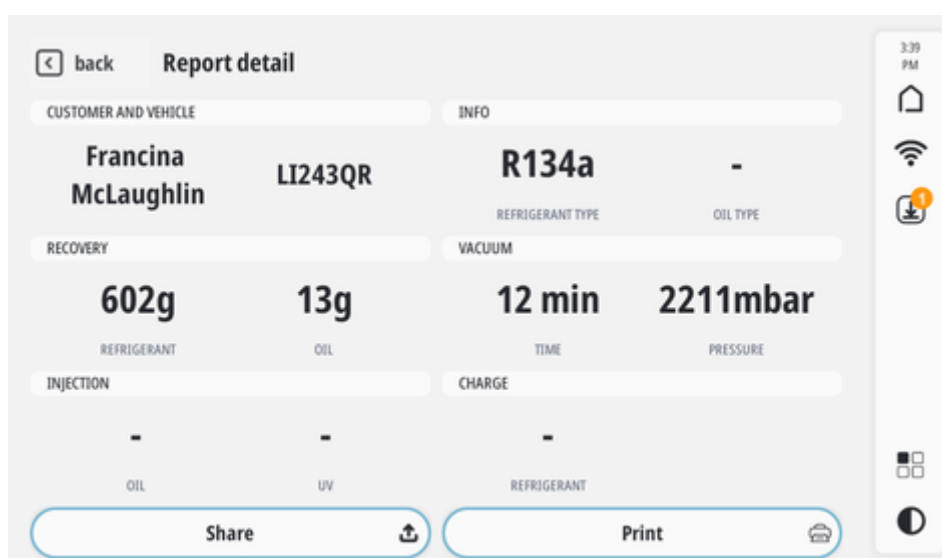 back Report detail
3:39
PM
CUSTOMER AND VEHICLE
INFO
Francina
McLaughlin
LI243QR
R134a
-
REFRIGERANT TYPE
OIL TYPE
1
RECOVERY
VACUUM
602g
13g
12 min
2211mbar
REFRIGERANT
OIL
TIME
PRESSURE
INJECTION
CHARGE
-
-
-
OIL
UV
REFRIGERANT
Share
Print